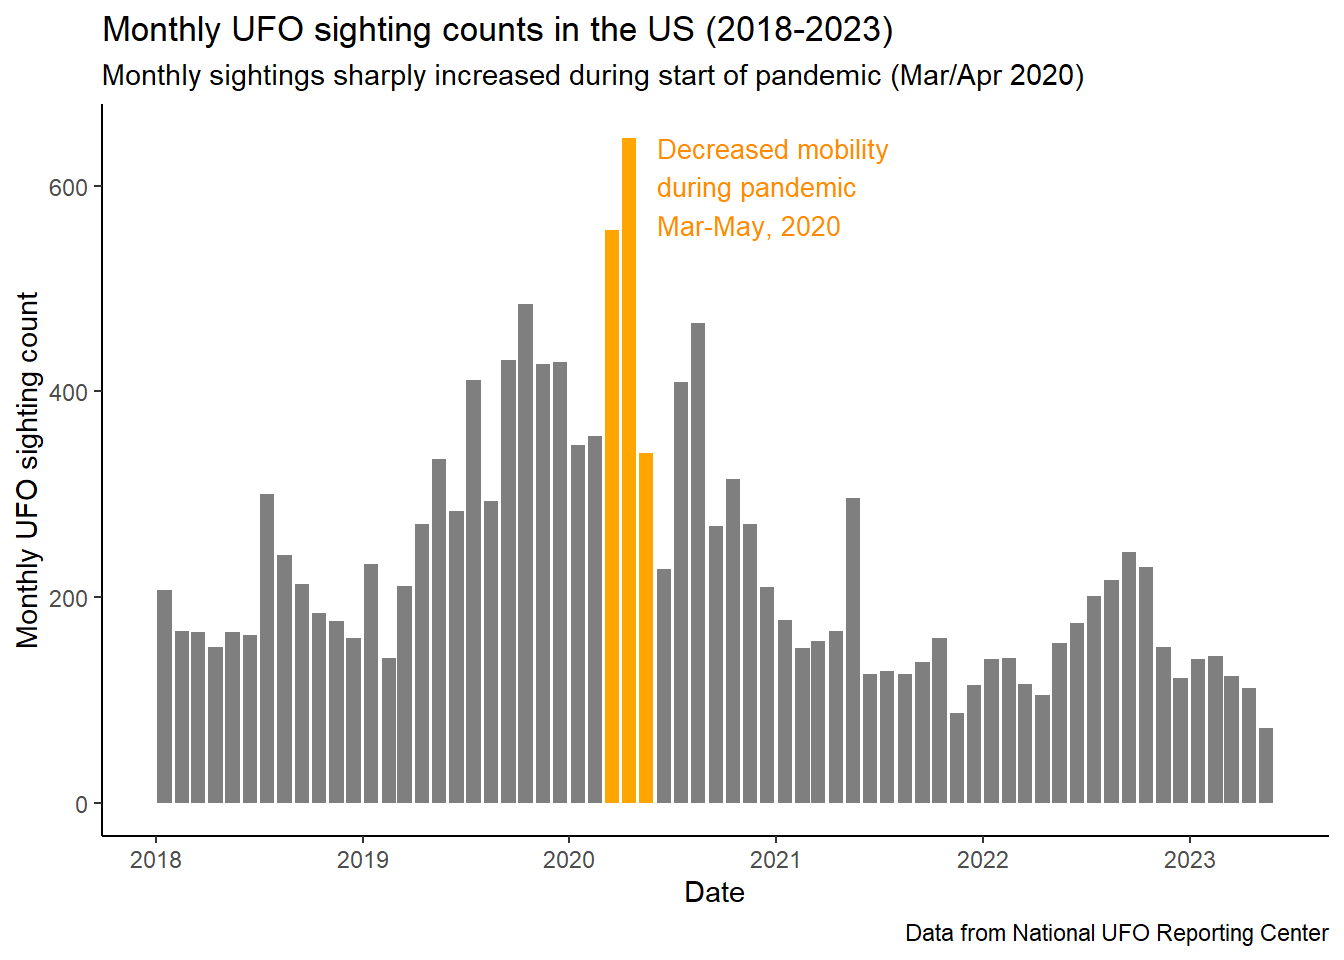 Monthly UFO sighting counts in the US (2018-2023)
Monthly sightings sharply increased during start of pandemic (Mar/Apr 2020)
Decreased mobility
during pandemic
Mar-May, 2020
Monthly UFO sighting count
600
400
200
0
2018 2019 2020 2021 2022 2023
Date
Data from National UFO Reporting Center